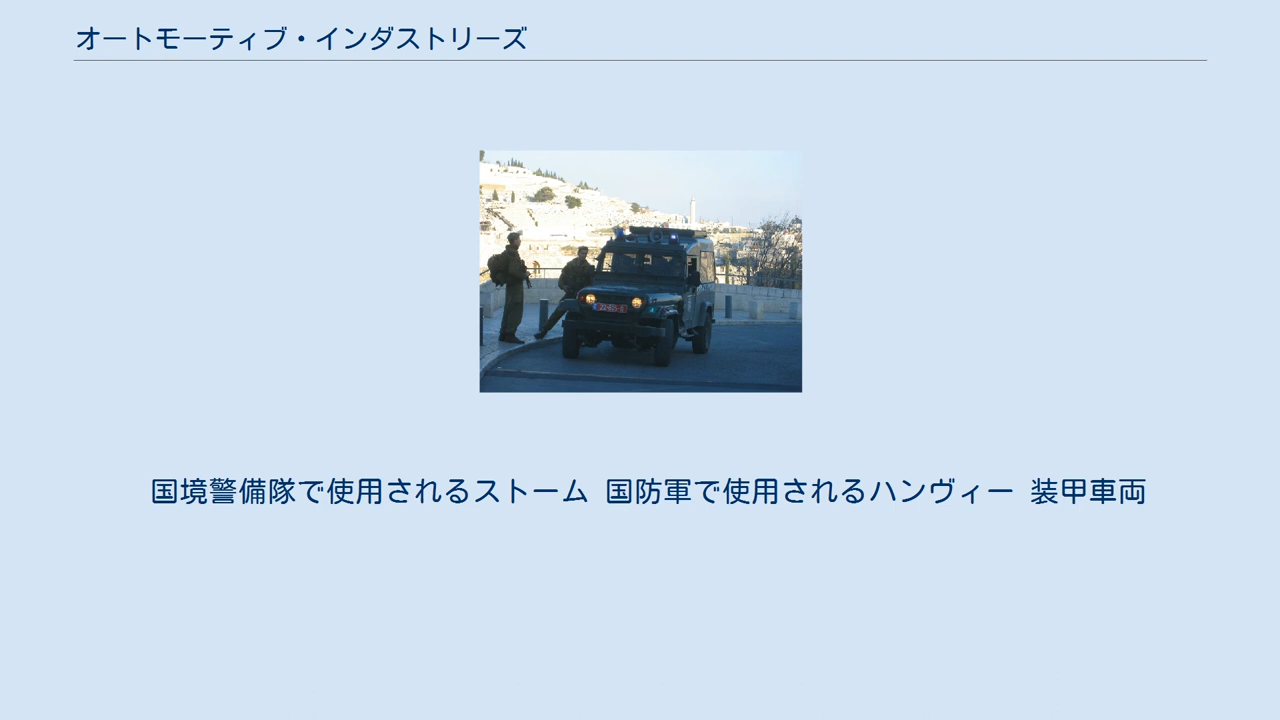 オートモーティブ・インダストリーズ
国境警備隊で使用されるストーム 国防軍で使用されるハンヴィー 装甲車両